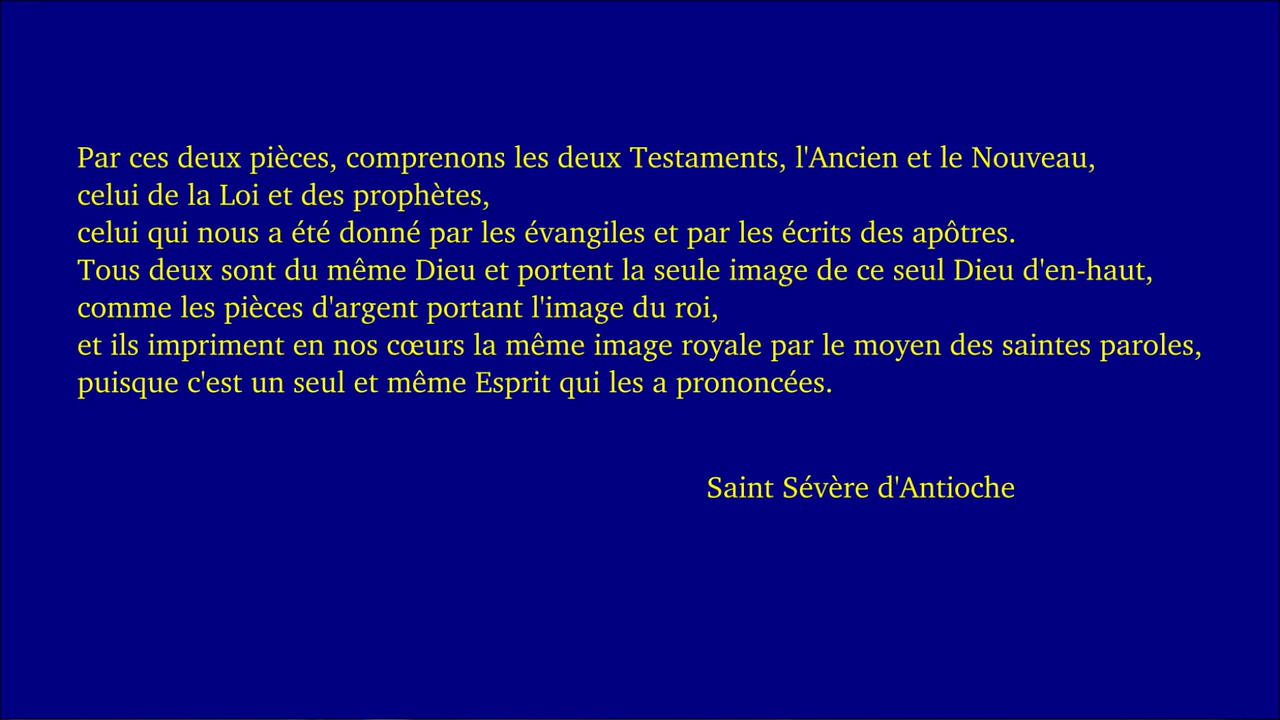 Par ces deux pièces, comprenons les deux Testaments, l'Ancien et le Nouveau,
celui de la Loi et des prophètes,
celui qui nous a été donné par les évangiles et par les écrits des apôtres.
Tous deux sont du même Dieu et portent la seule image de ce seul Dieu d'en-haut,
comme les pièces d'argent portant l'image du roi,
et ils impriment en nos cœurs la même image royale par le moyen des saintes paroles,
puisque c'est un seul et même Esprit qui les a prononcées.
Saint Sévère d'Antioche